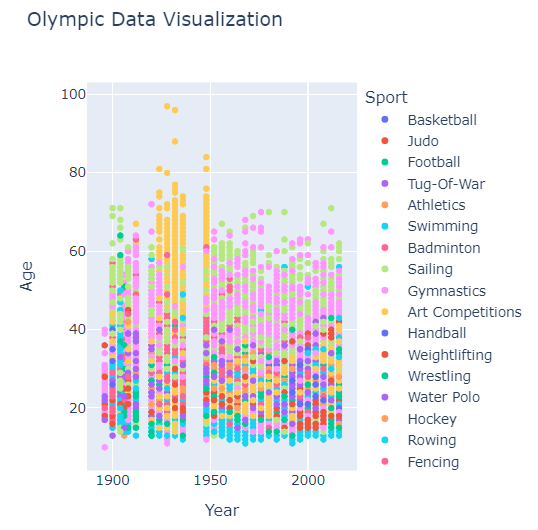 Olympic Data Visualization
100
80
60
40
20
Age
1900
1950
2000
Year
Sport
Basketball
Judo
Football
Tug-Of-War
Athletics
Swimming
Badminton
Sailing
Gymnastics
Art Competitions
Handball
Weightlifting
Wrestling
Water Polo
Hockey
Rowing
Fencing